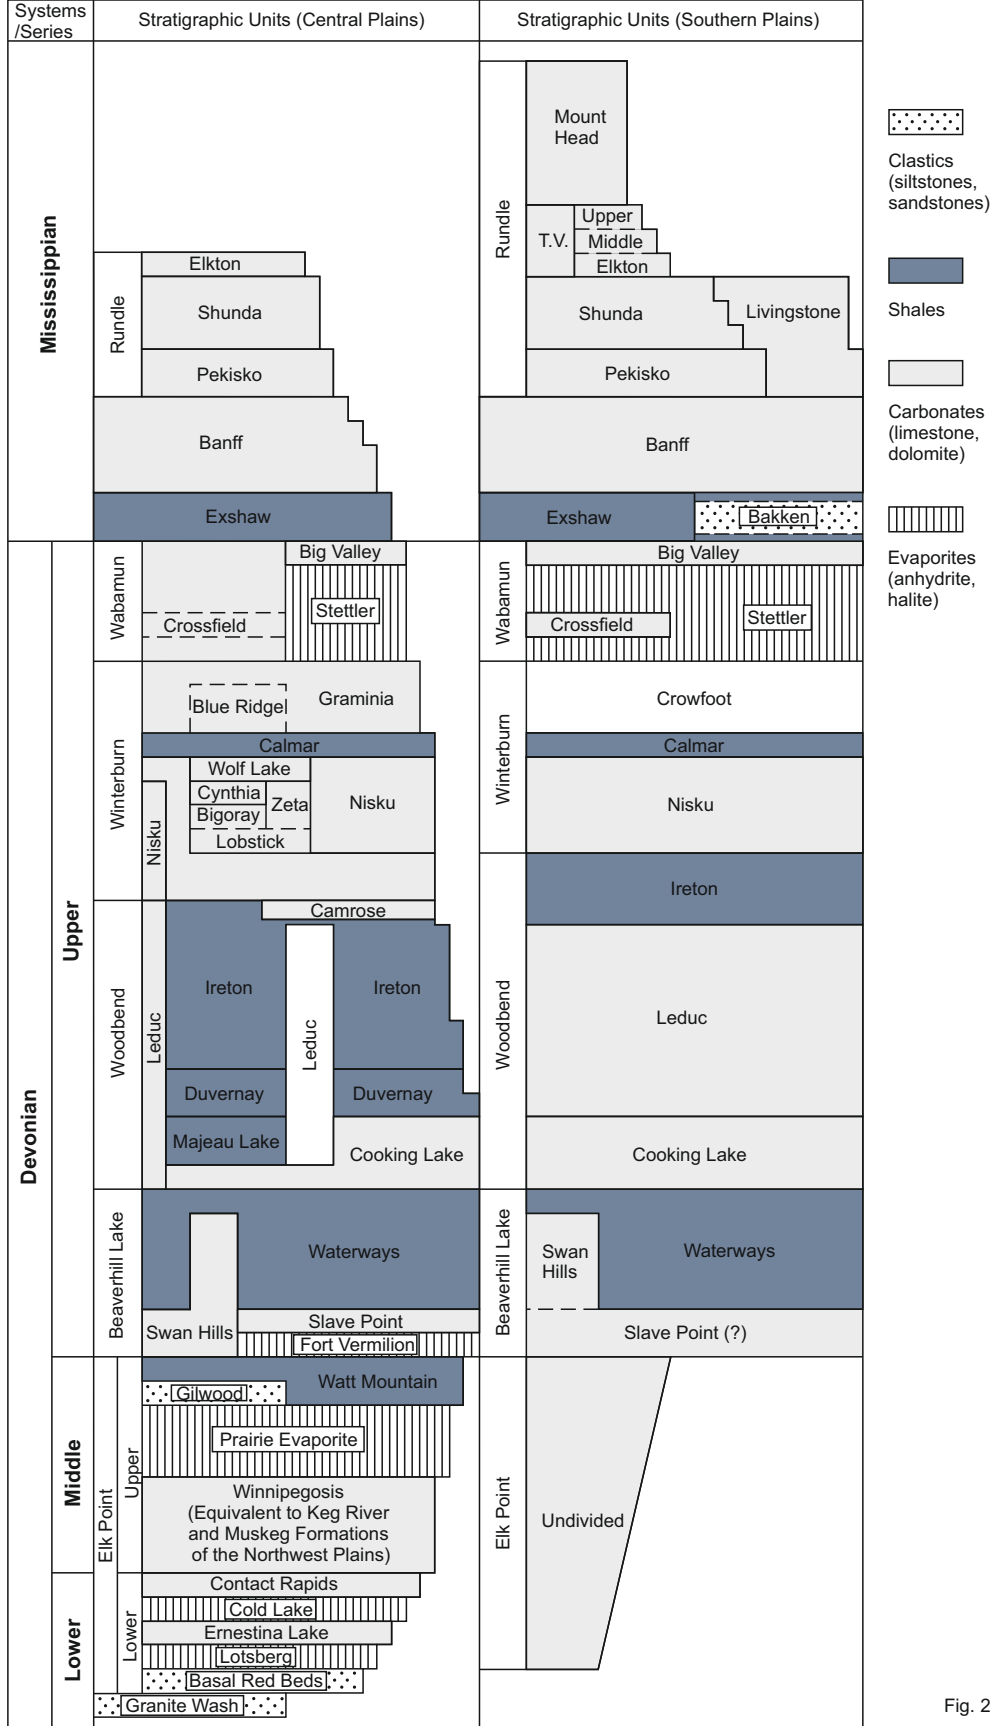 Systems
/Series
Stratigraphic Units (Central Plains)
Stratigraphic Units (Southern Plains)
Mississippian
Rundle
Elkton
Shunda
Pekisko
Banff
Exshaw
Rundle
Mount
Head
T.V.
Upper
Middle
Elkton
Shunda
Livingstone
Pekisko
Banff
Exshaw
Bakken
Devonian
Upper
Wabamun
Big Valley
Stettler
Crossfield
Winterburn
Blue Ridge
Graminia
Calmar
Wolf Lake
Cynthia
Zeta
Bigoray
Lobstick
Nisku
Nisku
Woodbend
Leduc
Camrose
Ireton
Leduc
Ireton
Duvernay
Duvernay
Majeau Lake
Cooking Lake
Beaverhill Lake
Waterways
Swan Hills
Slave Point
Fort Vermilion
Wabamun
Big Valley
Crossfield
Stettler
Winterburn
Crowfoot
Calmar
Nisku
Woodbend
Ireton
Leduc
Cooking Lake
Beaverhill Lake
Swan
Hills
Waterways
Slave Point (?)
Middle
Elk Point
Upper
Watt Mountain
Gilwood
Prairie Evaporite
Winnipegosis
(Equivalent to Keg River
and Muskeg Formations
of the Northwest Plains)
Lower
Lower
Contact Rapids
Cold Lake
Ernestina Lake
Lotsberg
Basal Red Beds
Granite Wash
Elk Point
Undivided
Clastics
(siltstones,
sandstones)
Shales
Carbonates
(limestone,
dolomite)
Evaporites
(anhydrite,
halite)
Fig. 2